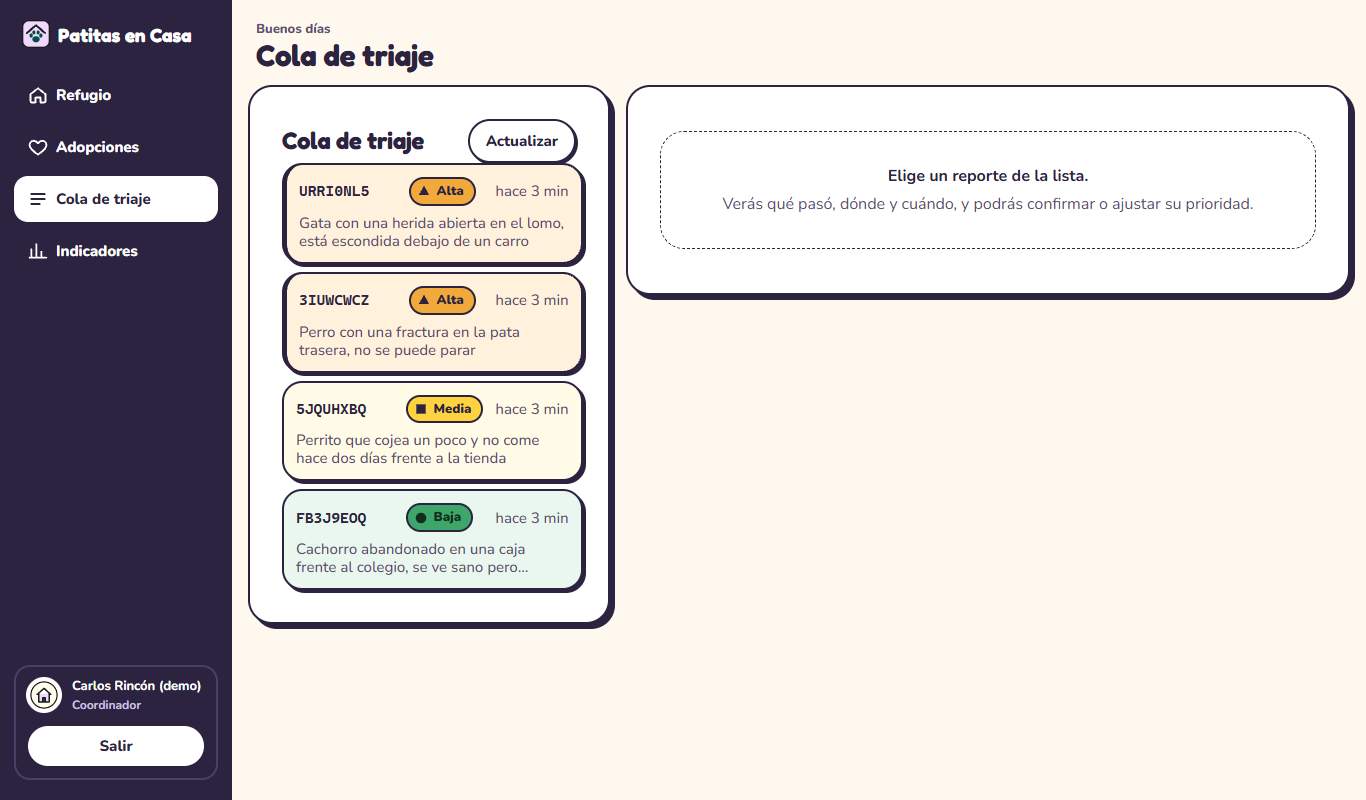 Patitas en Casa
Refugio
Adopciones
Cola de triaje
Indicadores
Carlos Rincón (demo)
Coordinador
Salir
Buenos días
Cola de triaje
Cola de triaje
Actualizar
URRI0NL5 Alta hace 3 min
Gata con una herida abierta en el lomo,
está escondida debajo de un carro
3IUWCWCZ Alta hace 3 min
Perro con una fractura en la pata
trasera, no se puede parar
5JQUHXBQ Media hace 3 min
Perrito que cojea un poco y no come
hace dos días frente a la tienda
FB3J9EOQ Baja hace 3 min
Cachorro abandonado en una caja
frente al colegio, se ve sano pero...
Elige un reporte de la lista.
Verás qué pasó, dónde y cuándo, y podrás confirmar o ajustar su prioridad.